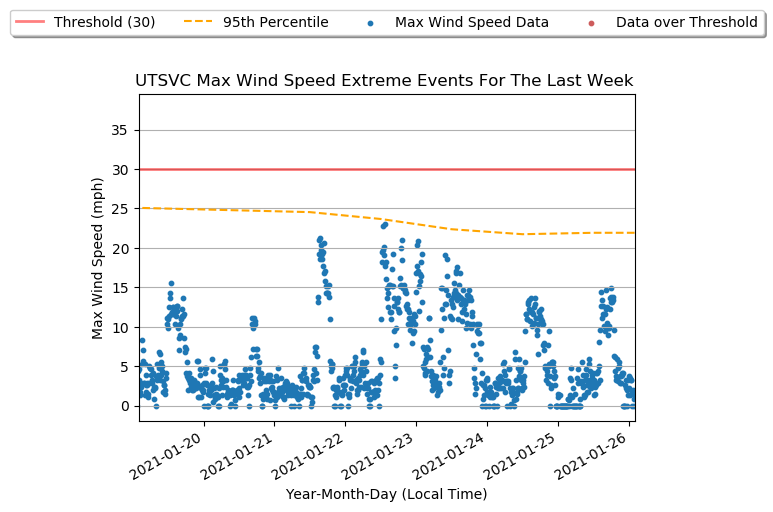 Threshold (30) 95th Percentile Max Wind Speed Data Data over Threshold
UTSVC Max Wind Speed Extreme Events For The Last Week
Max Wind Speed (mph)
35
30
25
20
15
10
5
0
2021-01-20 2021-01-21 2021-01-22 2021-01-23 2021-01-24 2021-01-25 2021-01-26
Year-Month-Day (Local Time)